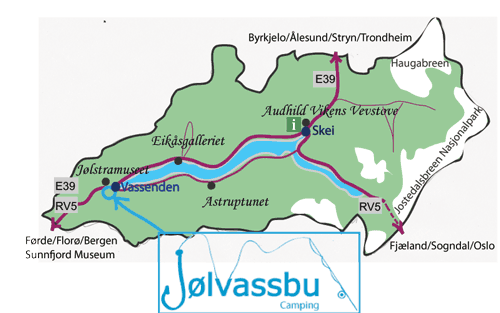 Byrkjelo/Ålesund/Stryn/Trondheim
Haugabreen
E39
Audhild Vikens Vevstove
i
Skei
Eikåsgalleriet
Jostedalsbreen Nasjonalpark
Jølstramuseet
E39
Vassenden
Astruptunet
RV5
RV5
Førde/Florø/Bergen
Sunnfjord Museum
Fjæland/Sogndal/Oslo
Jølvassbu
Camping